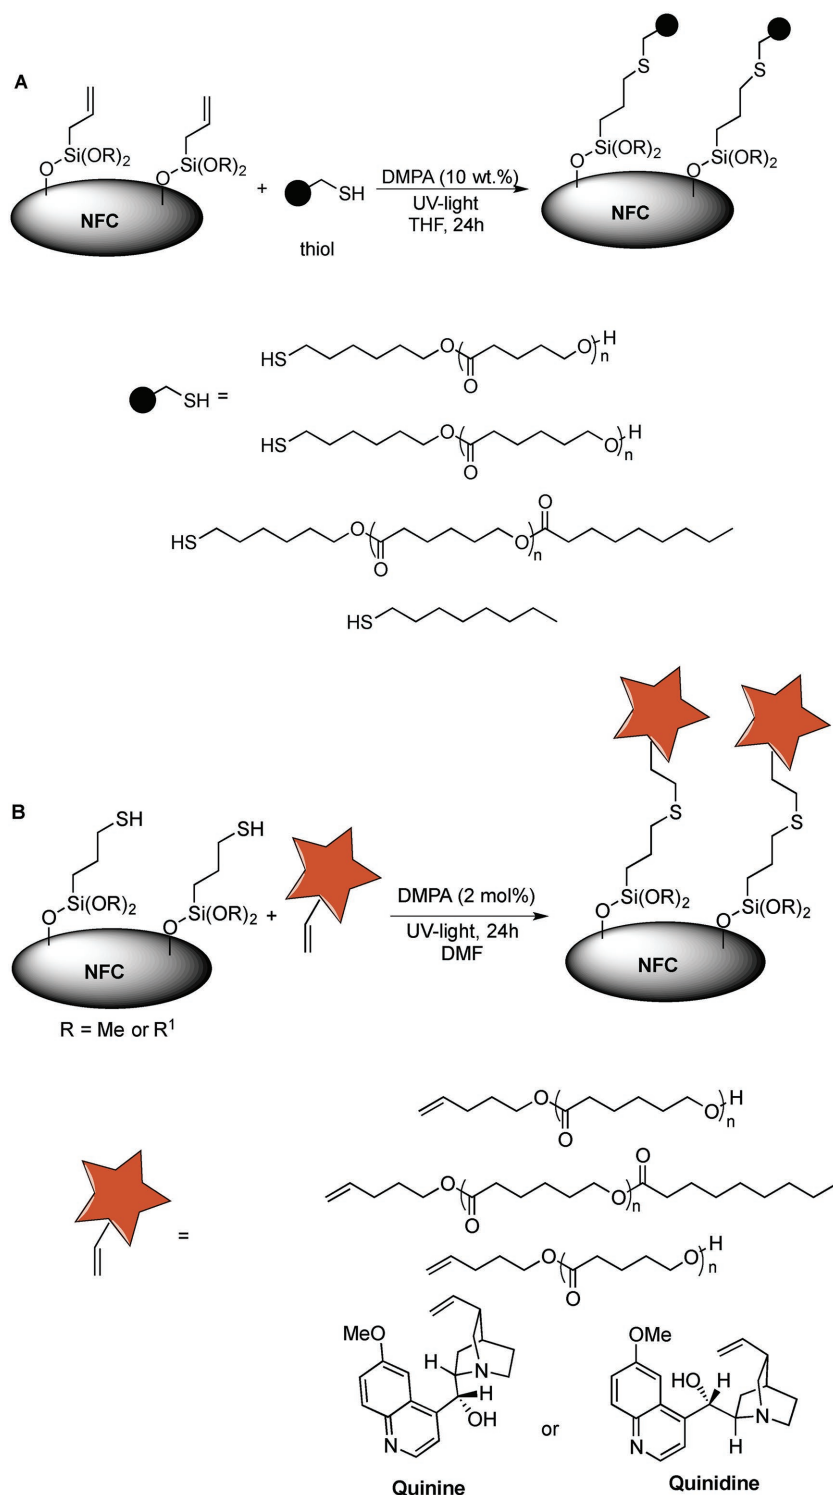 A
Si(OR)2
O
Si(OR)2
O
NFC
+
SH
thiol
DMPA (10 wt.%)
UV-light
THF, 24h
S
S
Si(OR)2
O
Si(OR)2
O
NFC
SH =
HS
O
O
O
H
n
HS
O
O
O
H
n
HS
O
O
O
n
O
HS
B
SH
SH
Si(OR)2
O
Si(OR)2
O
NFC
R = Me or R1
+
DMPA (2 mol%)
UV-light, 24h
DMF
S
S
Si(OR)2
O
Si(OR)2
O
NFC
=
O
O
O
H
n
O
O
O
n
O
O
O
O
H
n
MeO
H
N
H
OH
N
Quinine
or
OMe
HO
H
N
H
N
Quinidine